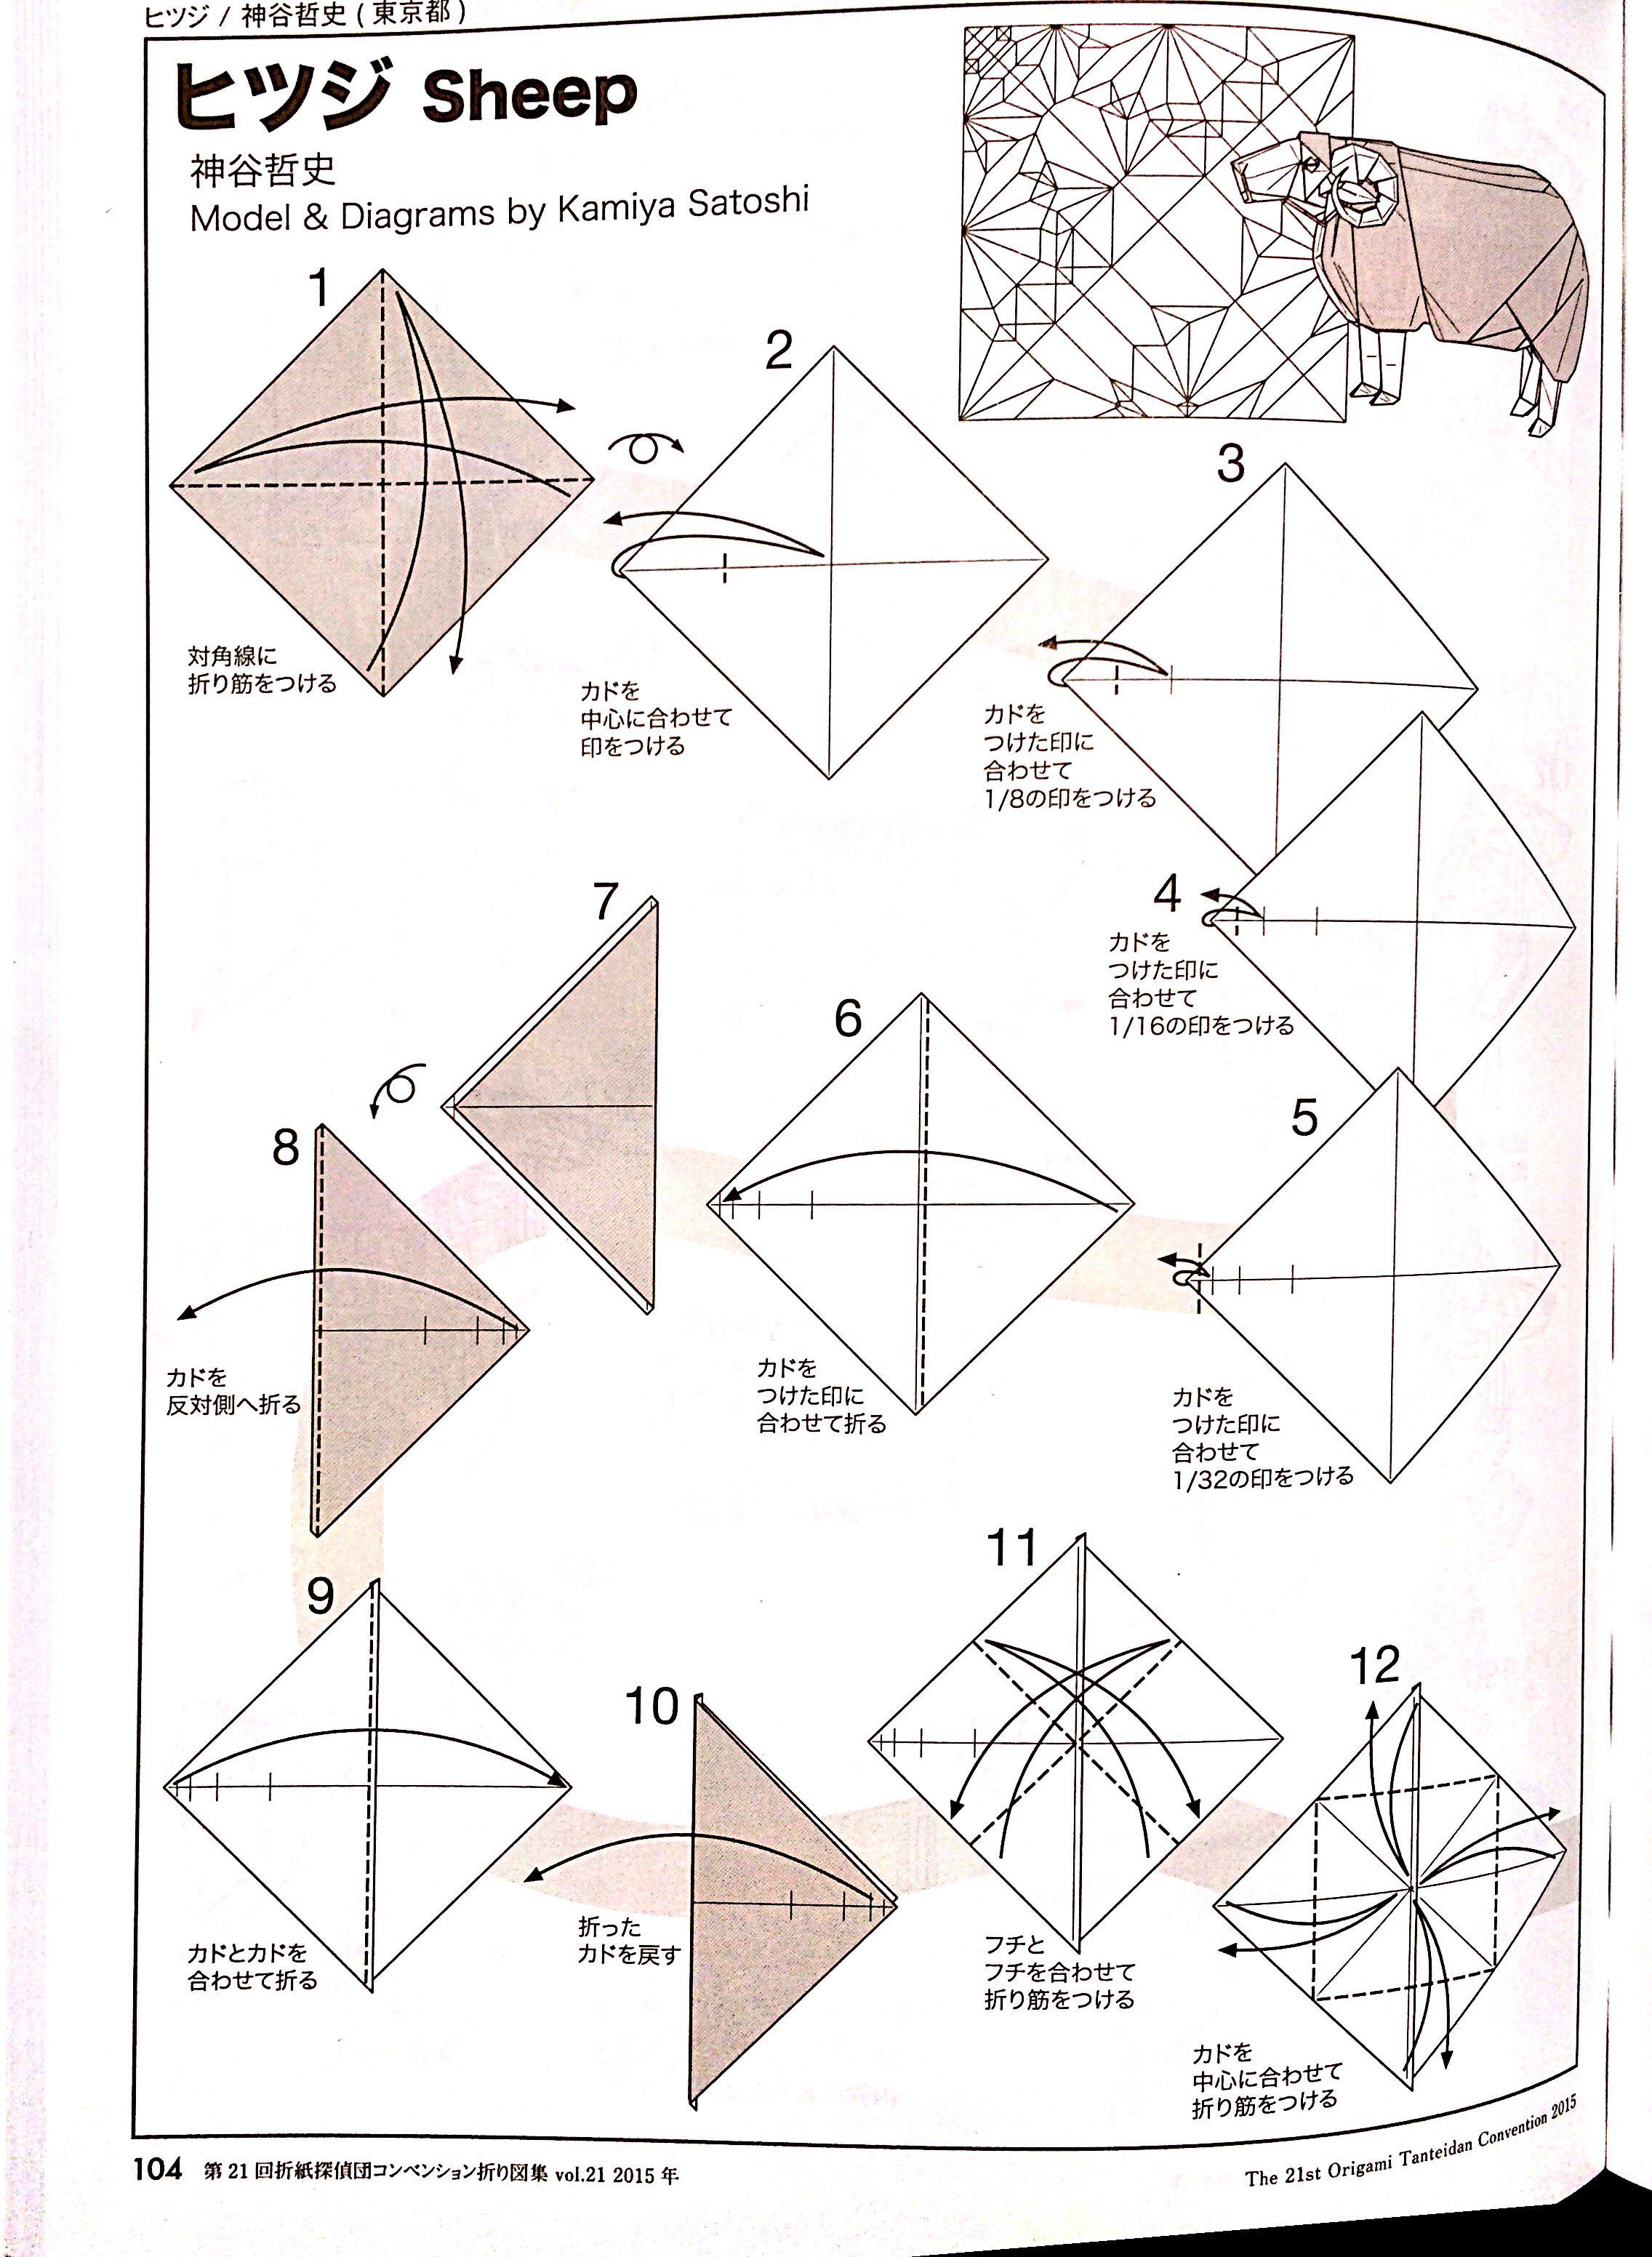 ヒツジ / 神谷哲史 ( 東京都 )
ヒツジ Sheep
神谷哲史
Model & Diagrams by Kamiya Satoshi
1
対角線に
折り筋をつける
2
カドを
中心に合わせて
印をつける
3
カドを
つけた印に
合わせて
1/8の印をつける
4
カドを
つけた印に
合わせて
1/16の印をつける
5
カドを
つけた印に
合わせて
1/32の印をつける
6
カドを
つけた印に
合わせて折る
7
8
カドを
反対側へ折る
9
カドとカドを
合わせて折る
10
折った
カドを戻す
11
フチと
フチを合わせて
折り筋をつける
12
カドを
中心に合わせて
折り筋をつける
104 第 21 回折紙探偵団コンベンション折り図集 vol.21 2015 年
The 21st Origami Tanteidan Convention 2015